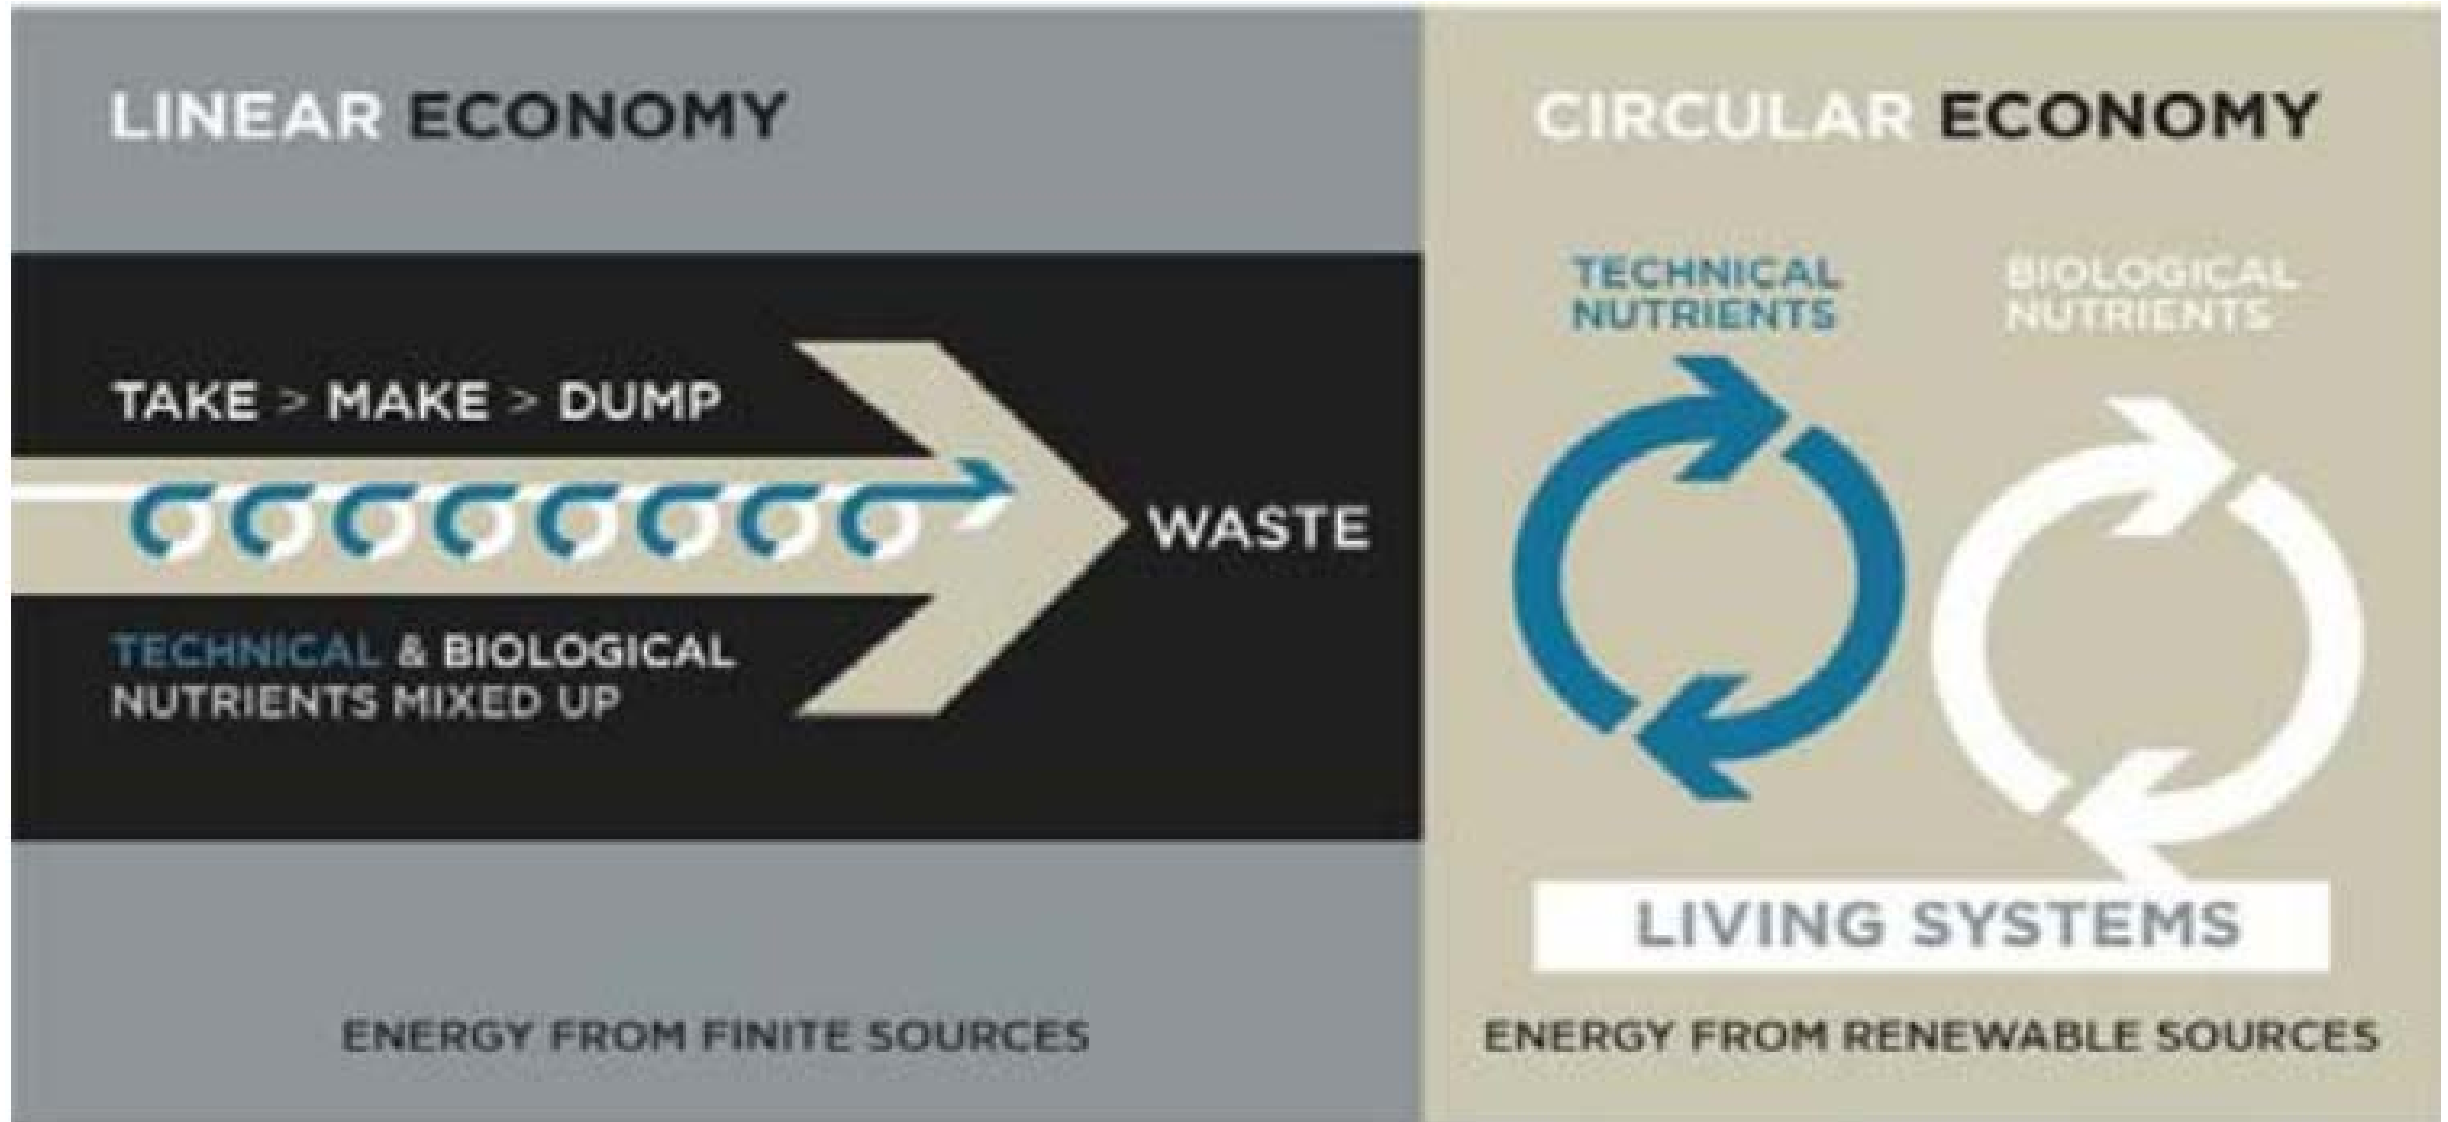 LINEAR ECONOMY
TAKE > MAKE > DUMP
WASTE
TECHNICAL & BIOLOGICAL
NUTRIENTS MIXED UP
ENERGY FROM FINITE SOURCES
CIRCULAR ECONOMY
TECHNICAL
NUTRIENTS
BIOLOGICAL
NUTRIENTS
LIVING SYSTEMS
ENERGY FROM RENEWABLE SOURCES